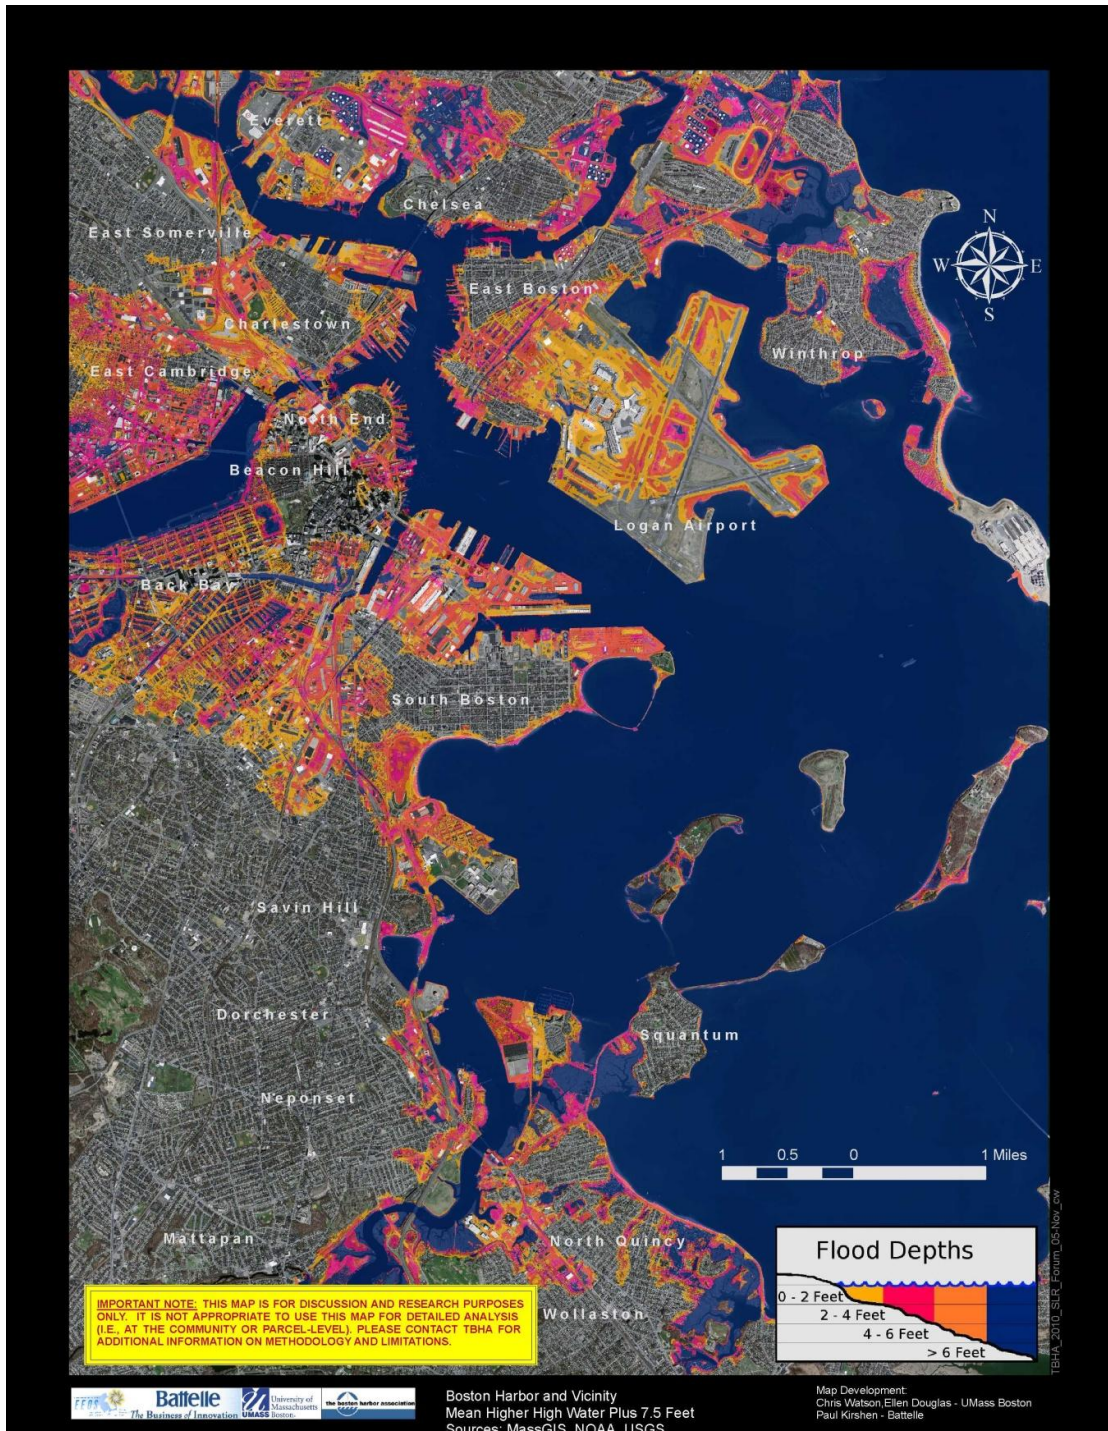 Everett
Chelsea
East Somerville
N
W E
S
East Boston
Charlestown
Winthrop
East Cambridge
North End
Beacon Hill
Logan Airport
Back Bay
South Boston
Savin Hill
Dorchester
Squantum
Neponset
1 0.5 0 1 Miles
Mattapan
North Quincy
Wollaston
Flood Depths
0 - 2 Feet
2 - 4 Feet
4 - 6 Feet
> 6 Feet
TBHA_2010_SLR_Forum_05-Nov_cw
IMPORTANT NOTE: THIS MAP IS FOR DISCUSSION AND RESEARCH PURPOSES
ONLY. IT IS NOT APPROPRIATE TO USE THIS MAP FOR DETAILED ANALYSIS
(I.E., AT THE COMMUNITY OR PARCEL-LEVEL). PLEASE CONTACT TBHA FOR
ADDITIONAL INFORMATION ON METHODOLOGY AND LIMITATIONS.
EEOS
Battelle
The Business of Innovation
UMASS
University of
Massachusetts
Boston
the boston harbor association
Boston Harbor and Vicinity
Mean Higher High Water Plus 7.5 Feet
Sources: MassGIS, NOAA, USGS
Map Development:
Chris Watson,Ellen Douglas - UMass Boston
Paul Kirshen - Battelle